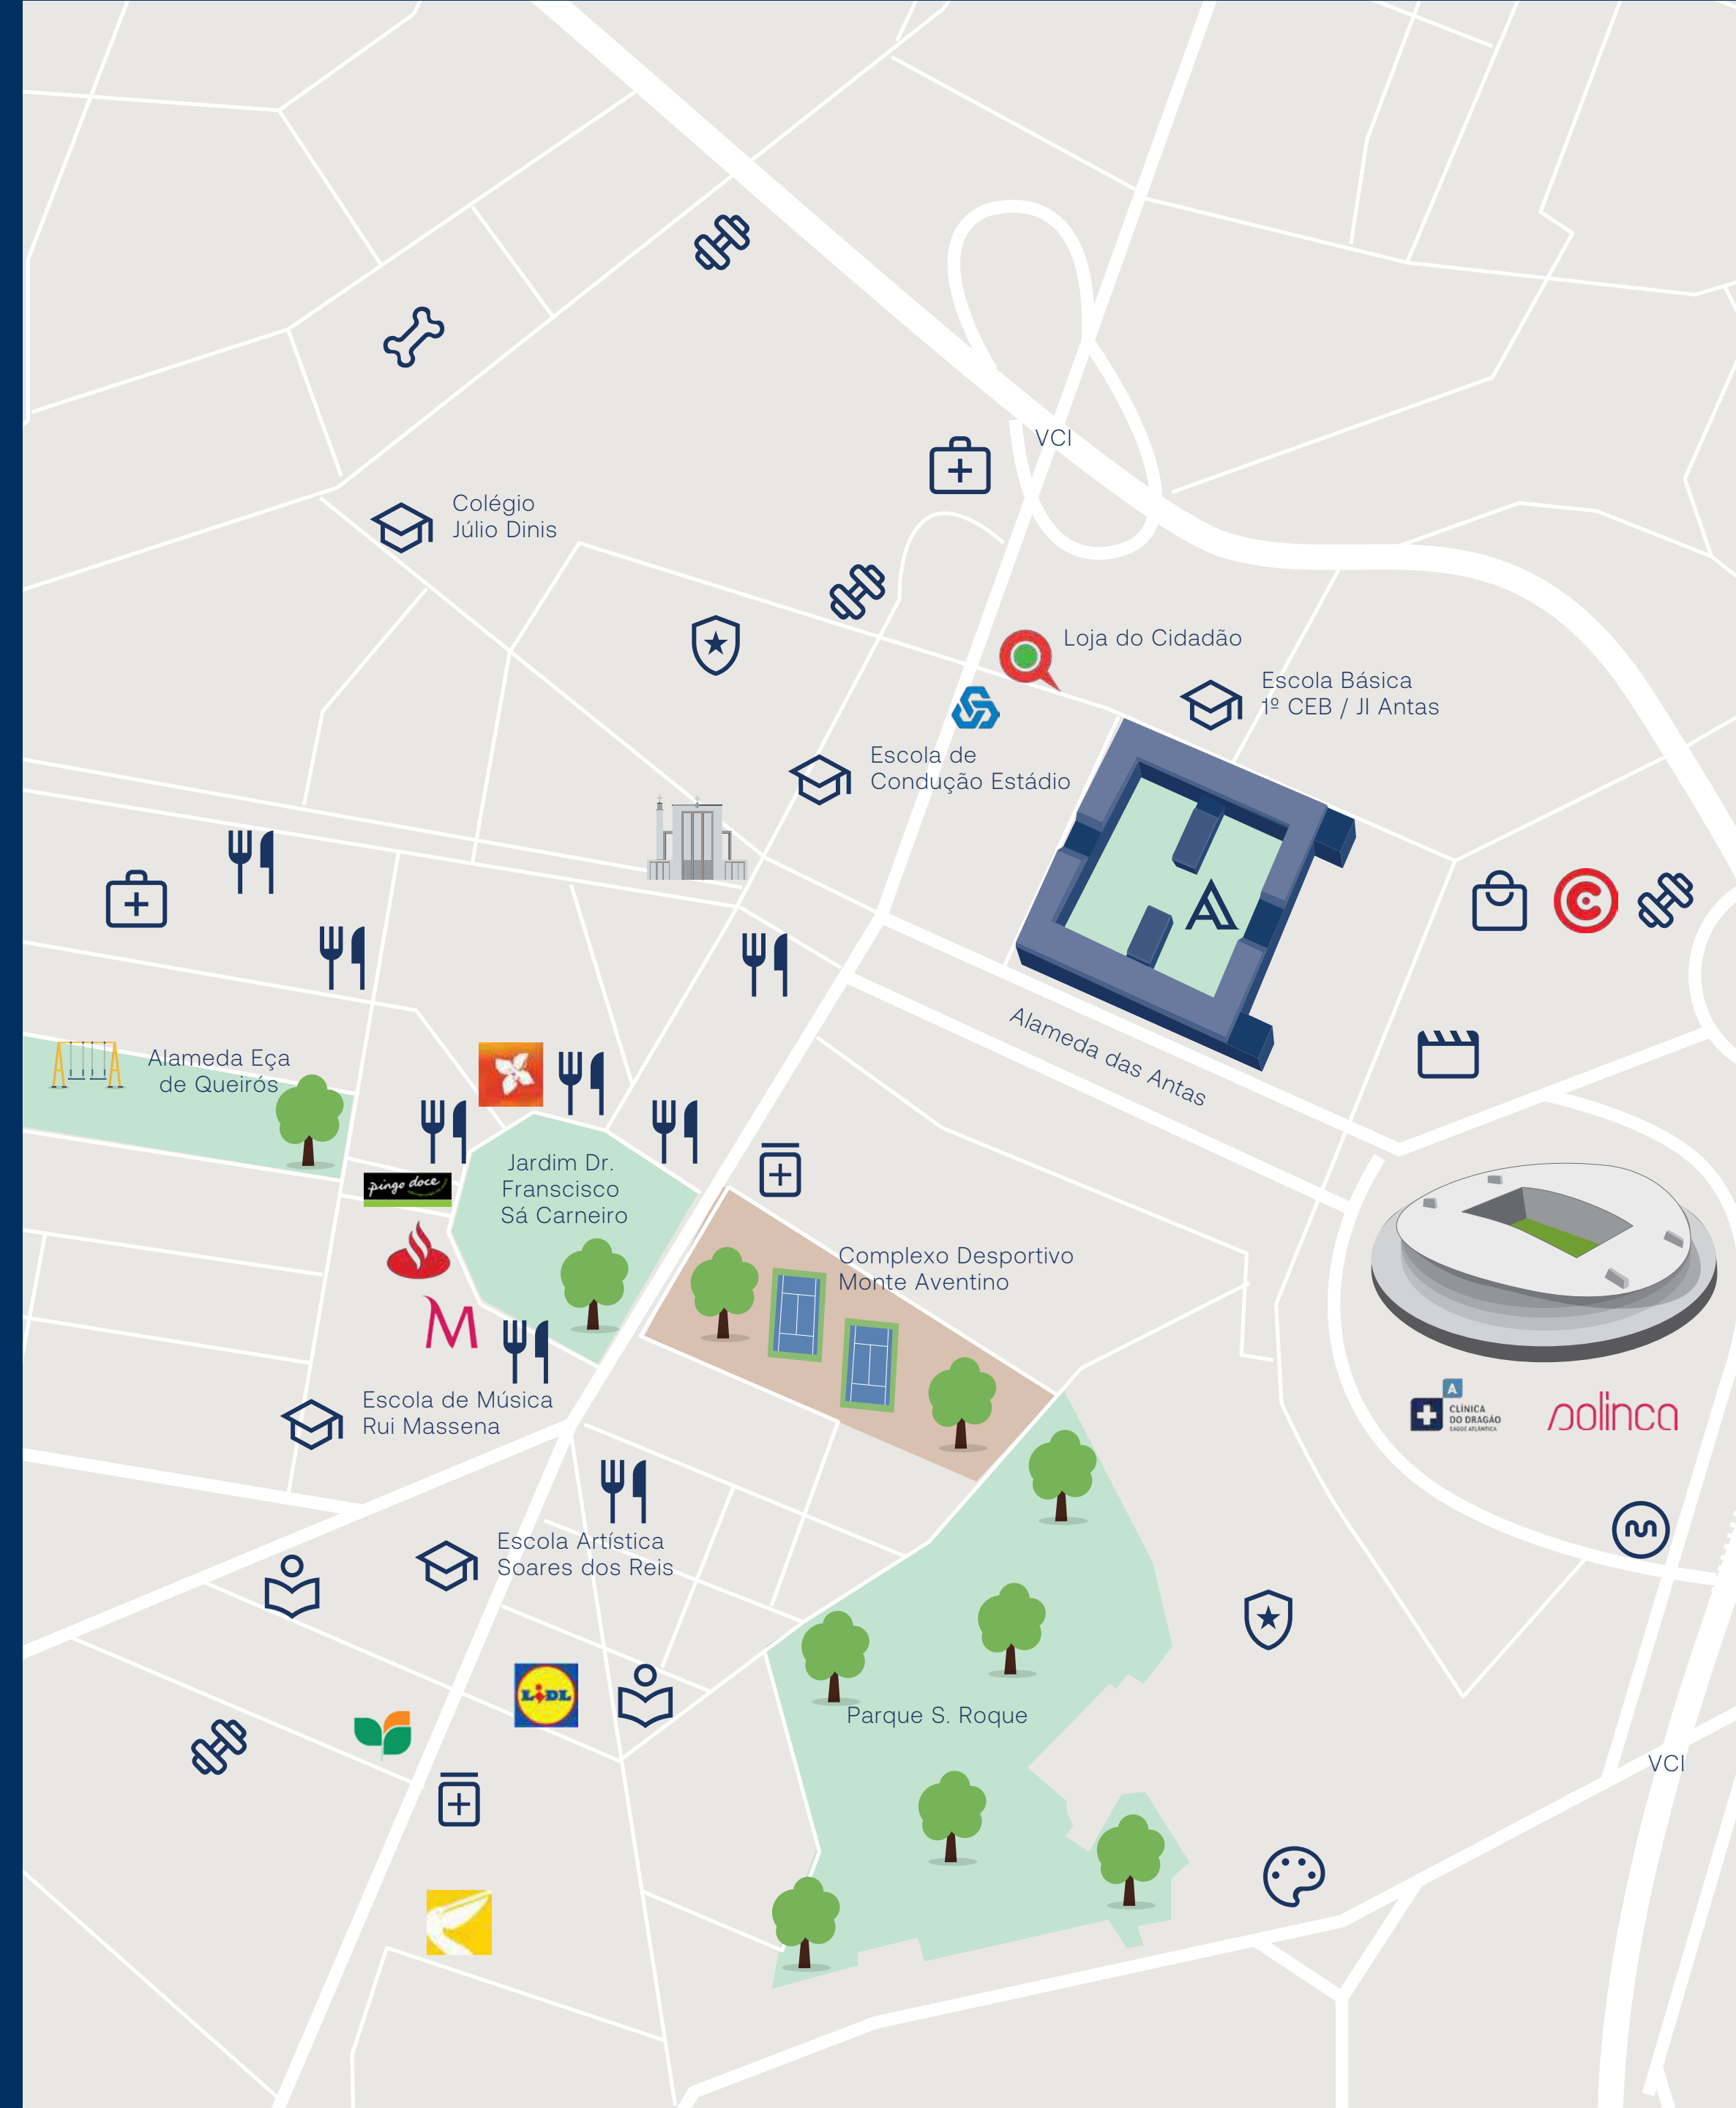 VCI
Colégio
Júlio Dinis
Loja do Cidadão
Escola Básica
1º CEB / JI Antas
Escola de
Condução Estádio
A
Alameda das Antas
Alameda Eça
de Queirós
Jardim Dr.
Franscisco
Sá Carneiro
pingo doce
Complexo Desportivo
Monte Aventino
M
Escola de Música
Rui Massena
A
CLÍNICA
DO DRAGÃO
SAÚDE ATLÂNTICA
solinca
Escola Artística
Soares dos Reis
LIDL
Parque S. Roque
VCI